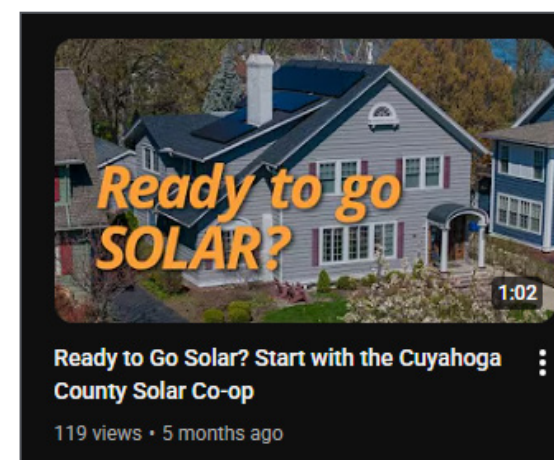 Ready to go
SOLAR?
1:02
Ready to Go Solar? Start with the Cuyahoga
County Solar Co-op
119 views • 5 months ago